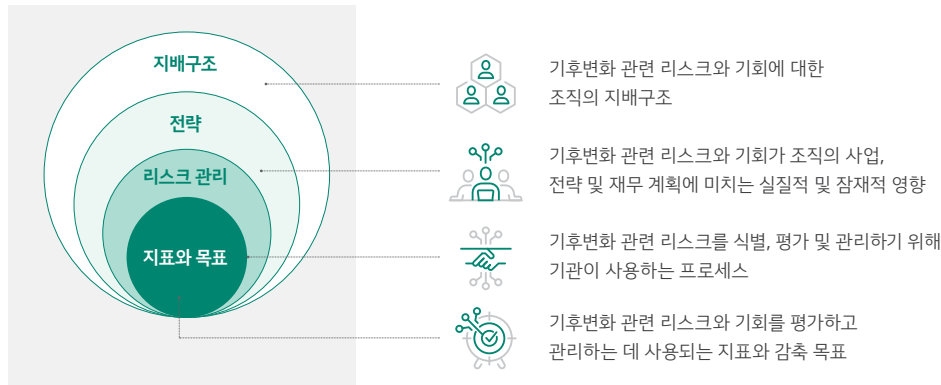 지배구조
전략
리스크 관리
지표와 목표
기후변화 관련 리스크와 기회에 대한
조직의 지배구조
기후변화 관련 리스크와 기회가 조직의 사업,
전략 및 재무 계획에 미치는 실질적 및 잠재적 영향
기후변화 관련 리스크를 식별, 평가 및 관리하기 위해
기관이 사용하는 프로세스
기후변화 관련 리스크와 기회를 평가하고
관리하는 데 사용되는 지표와 감축 목표